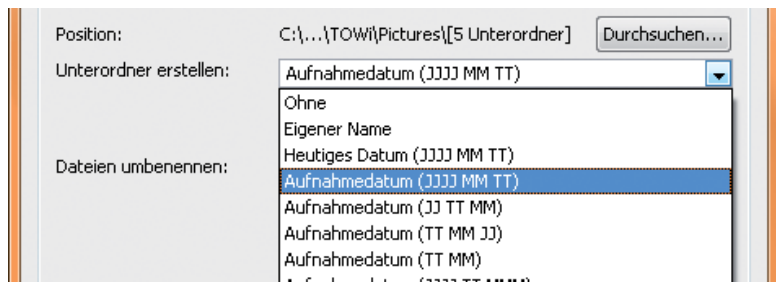 Position: C:\...\TOWi\Pictures\[5 Unterordner] Durchsuchen...
Unterordner erstellen: Aufnahmedatum (JJJJ MM TT)
Ohne
Eigener Name
Heutiges Datum (JJJJ MM TT)
Dateien umbenennen: Aufnahmedatum (JJJJ MM TT)
Aufnahmedatum (JJ TT MM)
Aufnahmedatum (TT MM JJ)
Aufnahmedatum (TT MM)